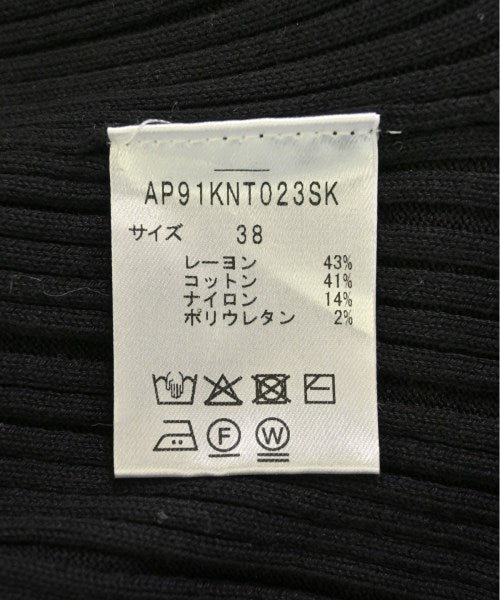 AP91KNT023SK
サイズ 38
レーヨン 43%
コットン 41%
ナイロン 14%
ポリウレタン 2%
F W